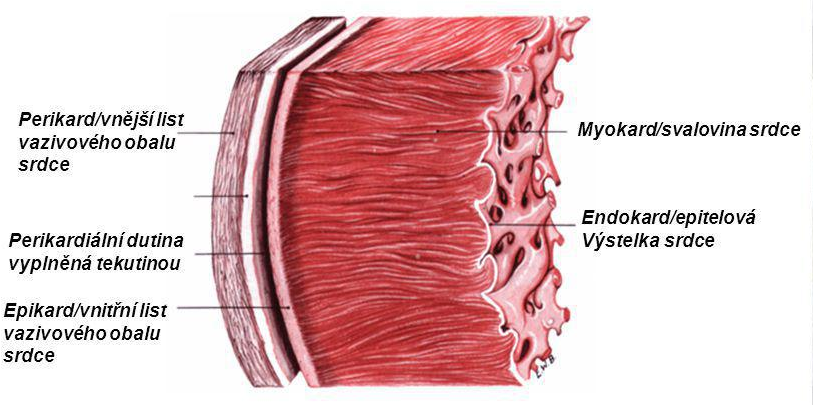 Perikard/vnější list
vazivového obalu
srdce
Perikardiální dutina
vyplněná tekutinou
Epikard/vnitřní list
vazivového obalu
srdce
Myokard/svalovina srdce
Endokard/epitelová
Výstelka srdce